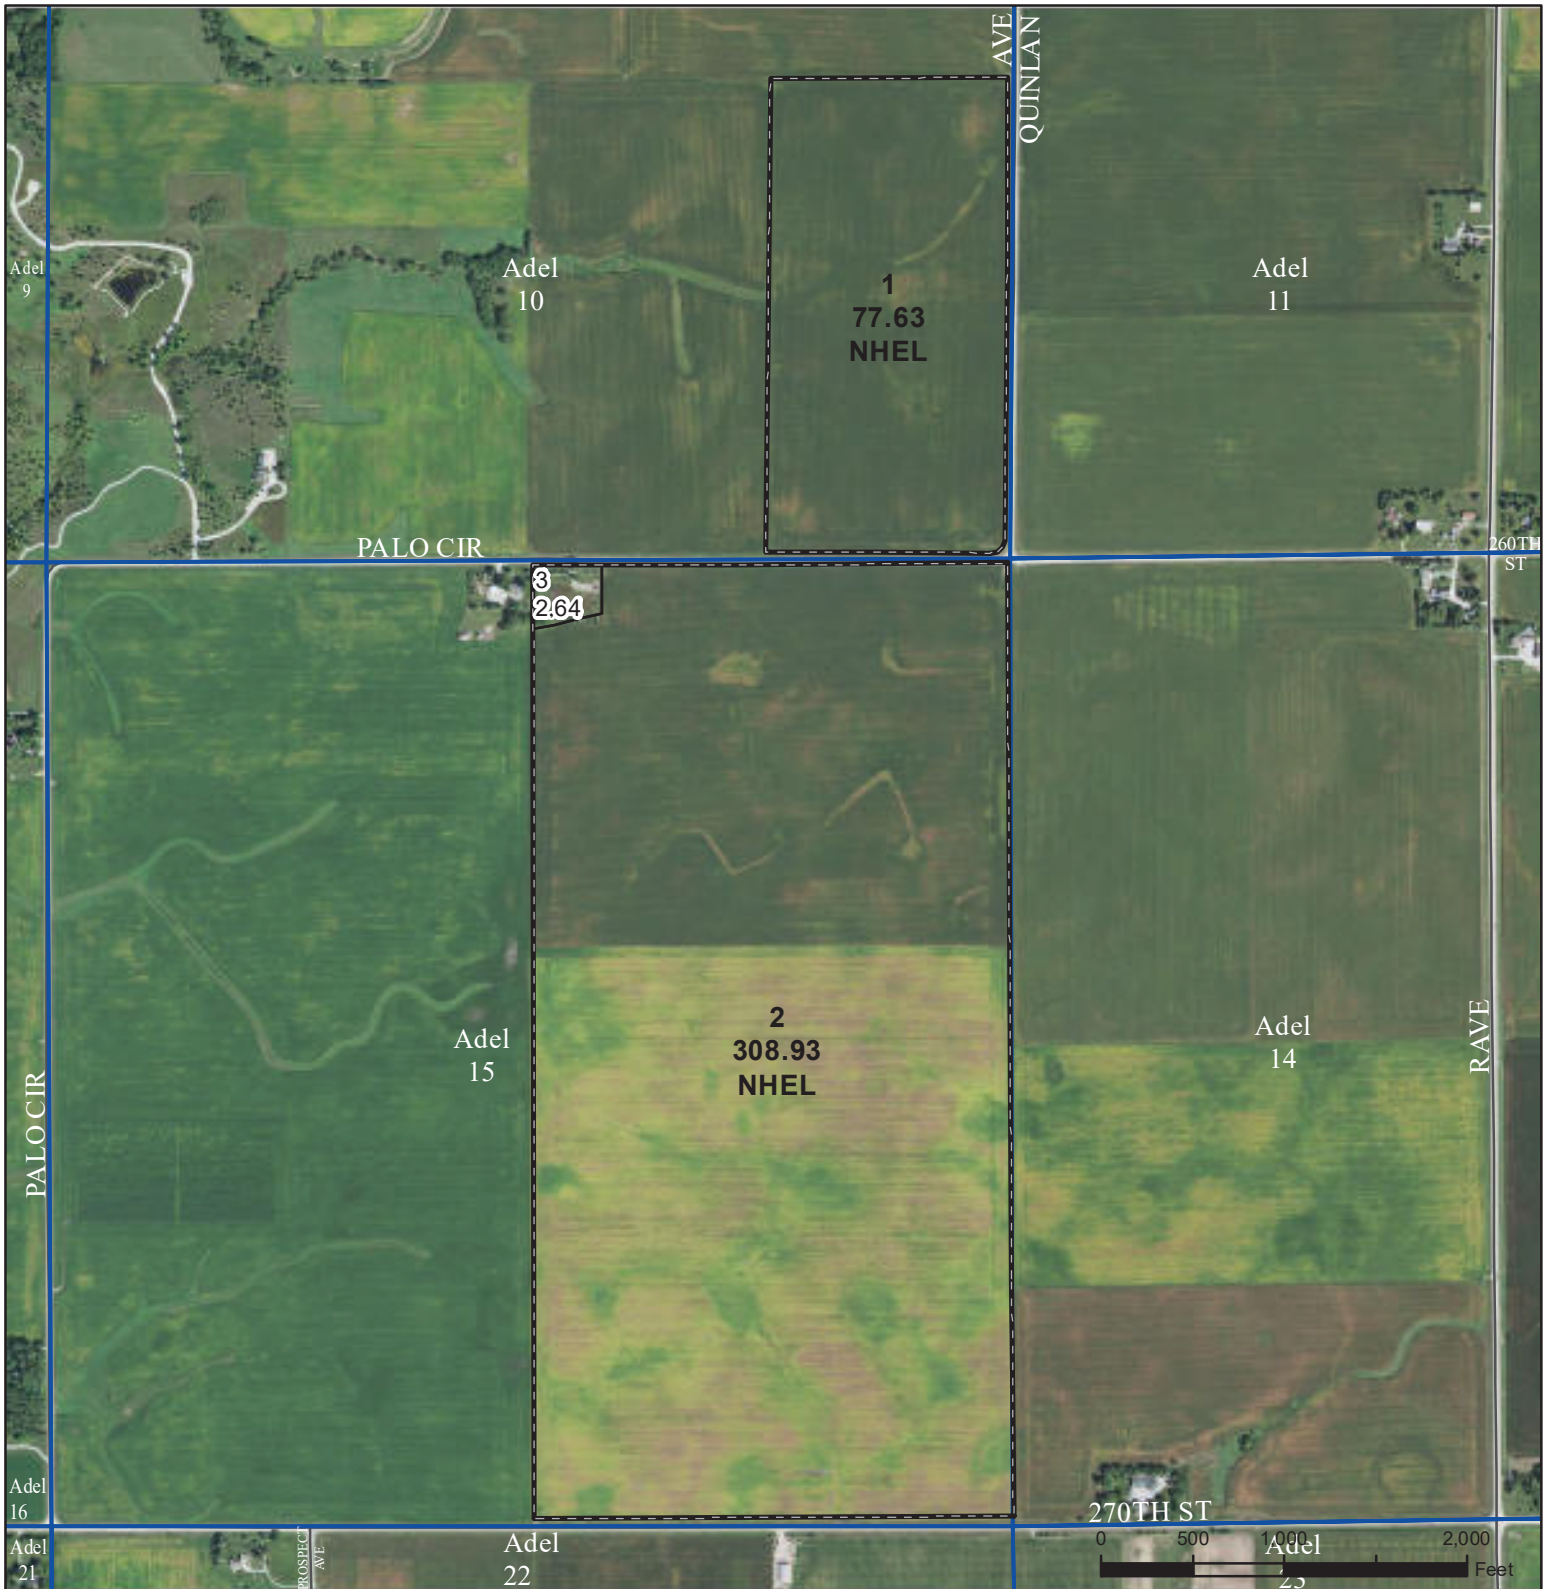 AVE
QUINLAN
Adel
9
Adel
10
1
77.63
NHEL
Adel
11
PALO CIR
260TH
ST
3
2.64
PALO CIR
Adel
15
2
308.93
NHEL
Adel
14
RAVE
Adel
16
270TH ST
Adel
21
PROSPECT
AVE
Adel
22
Adel
23
0 500 1,000 2,000
Feet